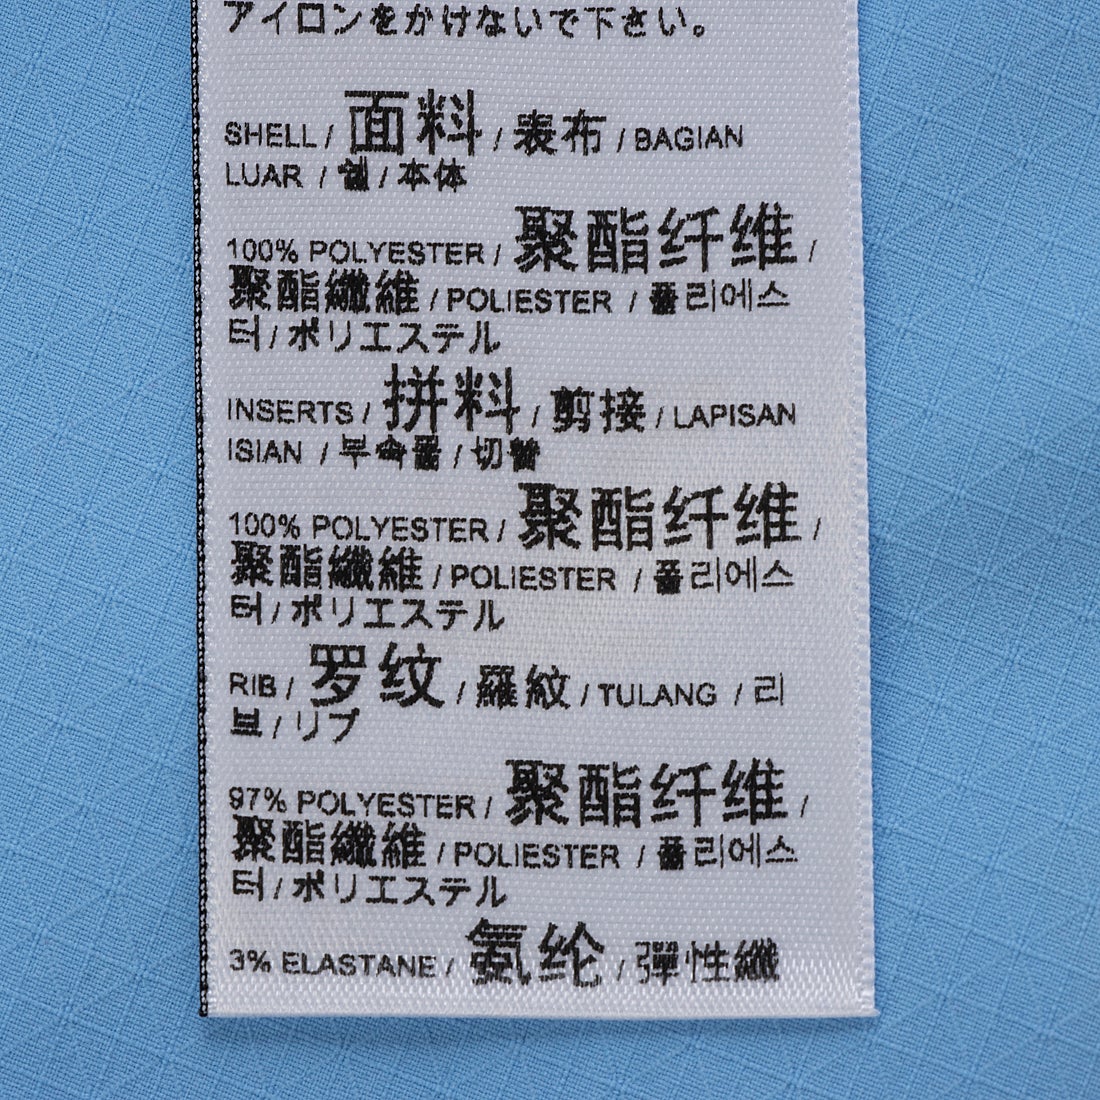 アイロンをかけないで下さい。
SHELL / 面料 / 表布 / BAGIAN
LUAR / 쉘 / 本体
100% POLYESTER / 聚酯纤维 /
聚酯纖維 / POLIESTER / 폴리에스
터 / ポリエステル
INSERTS / 拼料 / 剪接 / LAPISAN
ISIAN / 부속물 / 切替
100% POLYESTER / 聚酯纤维 /
聚酯纖維 / POLIESTER / 폴리에스
터 / ポリエステル
RIB / 罗纹 / 羅紋 / TULANG / 리
브 / リブ
97% POLYESTER / 聚酯纤维 /
聚酯纖維 / POLIESTER / 폴리에스
터 / ポリエステル
3% ELASTANE / 氨纶 / 彈性纖